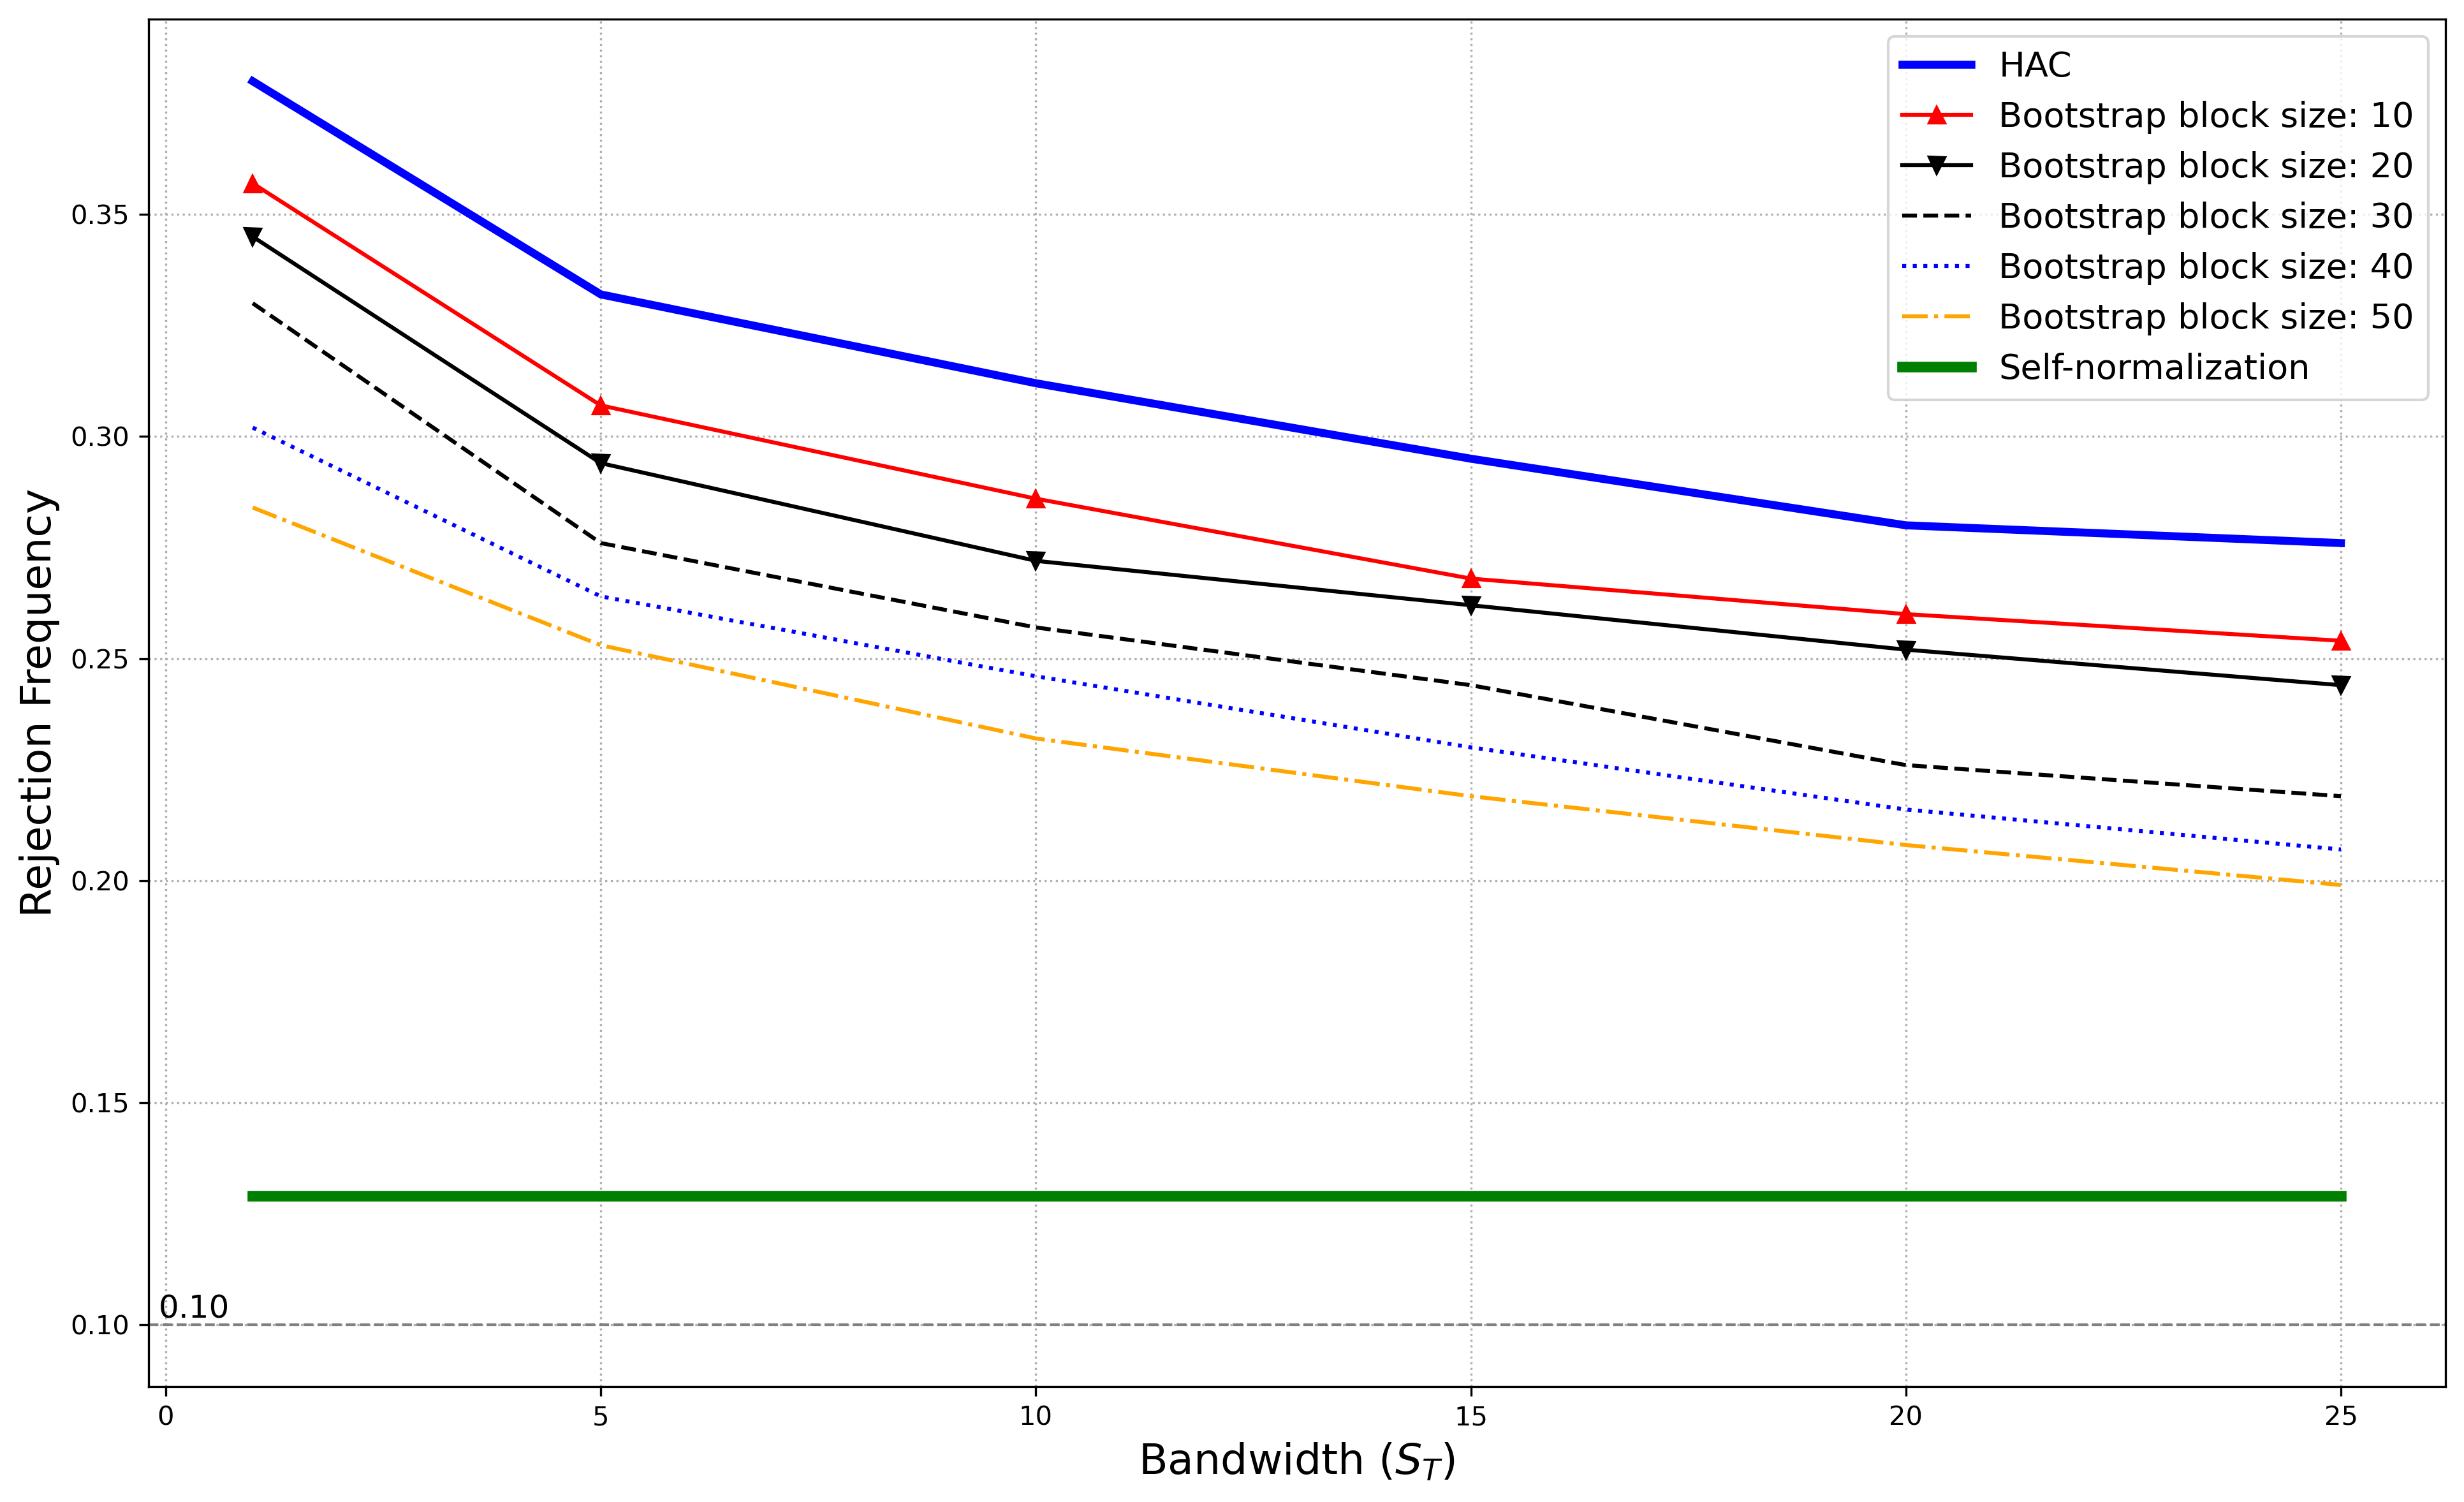 HAC
Bootstrap block size: 10
Bootstrap block size: 20
Bootstrap block size: 30
Bootstrap block size: 40
Bootstrap block size: 50
Self-normalization
Rejection Frequency
0.35
0.30
0.25
0.20
0.15
0.10
0.10
0 5 10 15 20 25
Bandwidth (S_T)